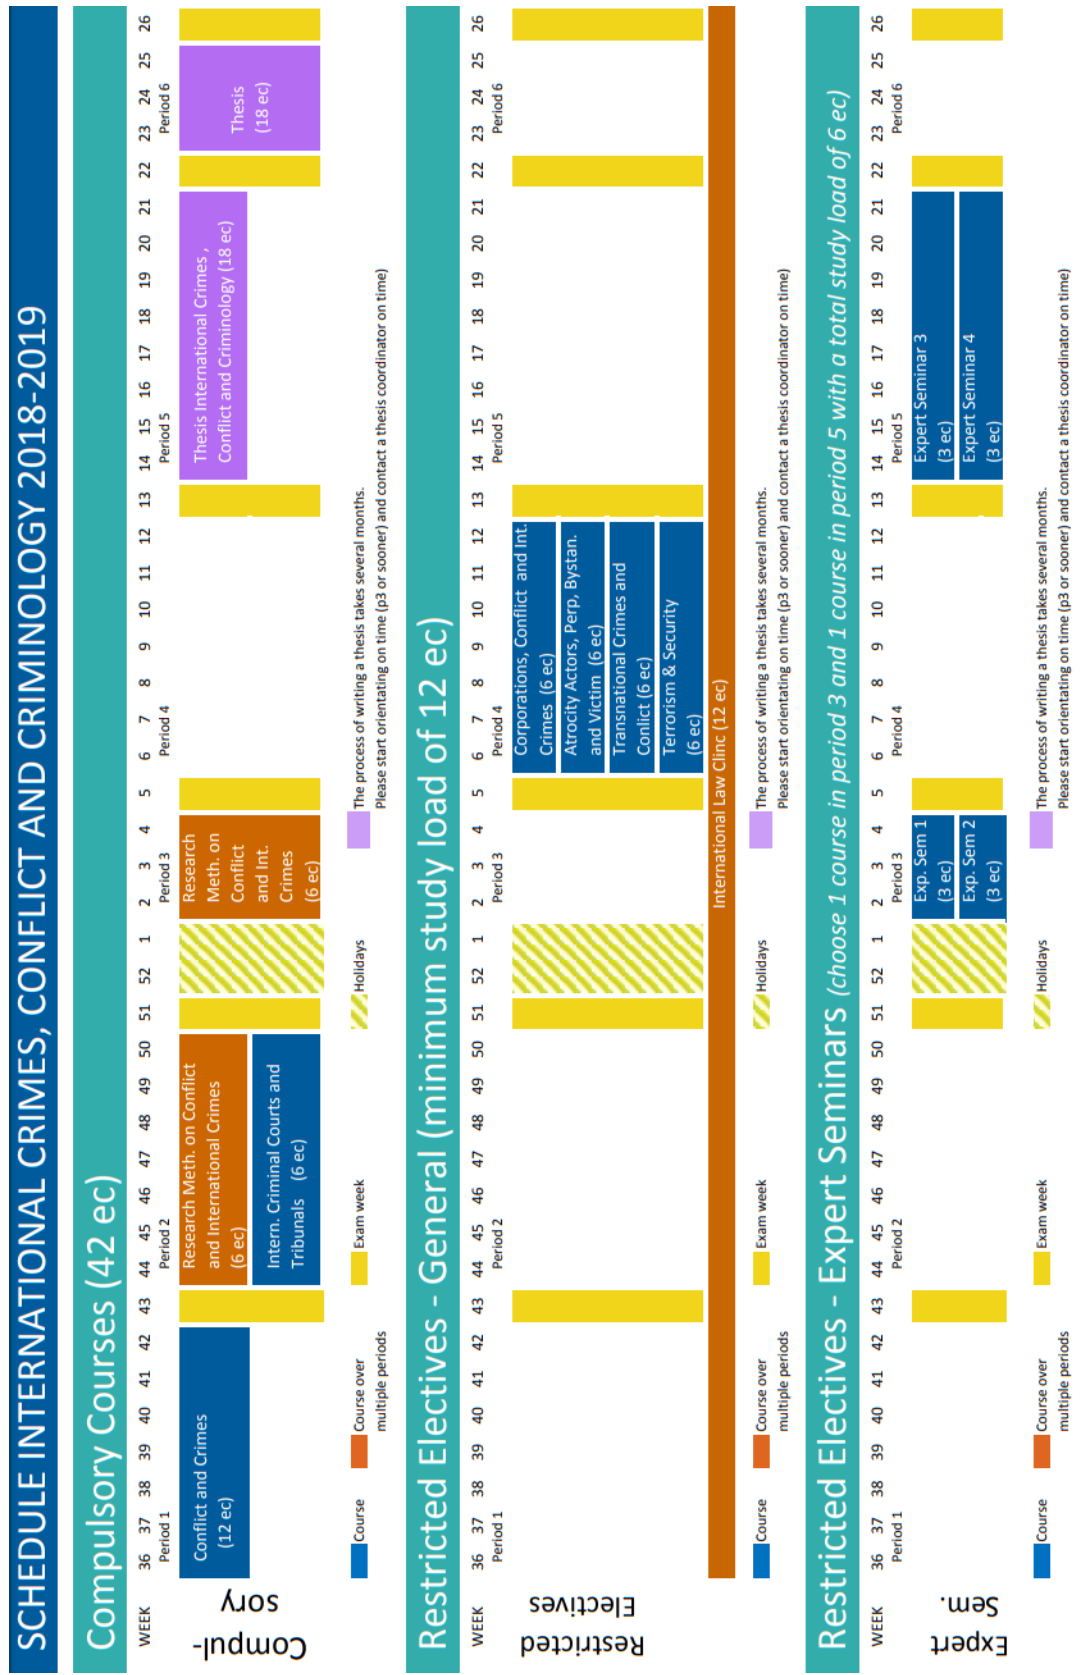 SCHEDULE INTERNATIONAL CRIMES, CONFLICT AND CRIMINOLOGY 2018-2019
Compulsory Courses (42 ec)
WEEK 36 37 38 39 40 41 42 43 44 45 46 47 48 49 50 51 52 1 2 3 4 5 6 7 8 9 10 11 12 13 14 15 16 17 18 19 20 21 22 23 24 25 26
Period 1 Period 2 Period 3 Period 4 Period 5 Period 6
Compul-
sory
Conflict and Crimes
(12 ec)
Research Meth. on Conflict
and International Crimes
(6 ec)
Intern. Criminal Courts and
Tribunals (6 ec)
Research
Meth. on
Conflict
and Int.
Crimes
(6 ec)
Thesis International Crimes ,
Conflict and Criminology (18 ec)
Thesis
(18 ec)
Course
Course over
multiple periods
Exam week
Holidays
The process of writing a thesis takes several months.
Please start orientating on time (p3 or sooner) and contact a thesis coordinator on time)
Restricted Electives - General (minimum study load of 12 ec)
WEEK 36 37 38 39 40 41 42 43 44 45 46 47 48 49 50 51 52 1 2 3 4 5 6 7 8 9 10 11 12 13 14 15 16 17 18 19 20 21 22 23 24 25 26
Period 1 Period 2 Period 3 Period 4 Period 5 Period 6
Restricted
Electives
Corporations, Conflict and Int.
Crimes (6 ec)
Atrocity Actors, Perp, Bystan.
and Victim (6 ec)
Transnational Crimes and
Conlict (6 ec)
Terrorism & Security
(6 ec)
International Law Clinc (12 ec)
Course
Course over
multiple periods
Exam week
Holidays
The process of writing a thesis takes several months.
Please start orientating on time (p3 or sooner) and contact a thesis coordinator on time)
Restricted Electives - Expert Seminars (choose 1 course in period 3 and 1 course in period 5 with a total study load of 6 ec)
WEEK 36 37 38 39 40 41 42 43 44 45 46 47 48 49 50 51 52 1 2 3 4 5 6 7 8 9 10 11 12 13 14 15 16 17 18 19 20 21 22 23 24 25 26
Period 1 Period 2 Period 3 Period 4 Period 5 Period 6
Expert
Sem.
Exp. Sem 1
(3 ec)
Exp. Sem 2
(3 ec)
Expert Seminar 3
(3 ec)
Expert Seminar 4
(3 ec)
Course
Course over
multiple periods
Exam week
Holidays
The process of writing a thesis takes several months.
Please start orientating on time (p3 or sooner) and contact a thesis coordinator on time)